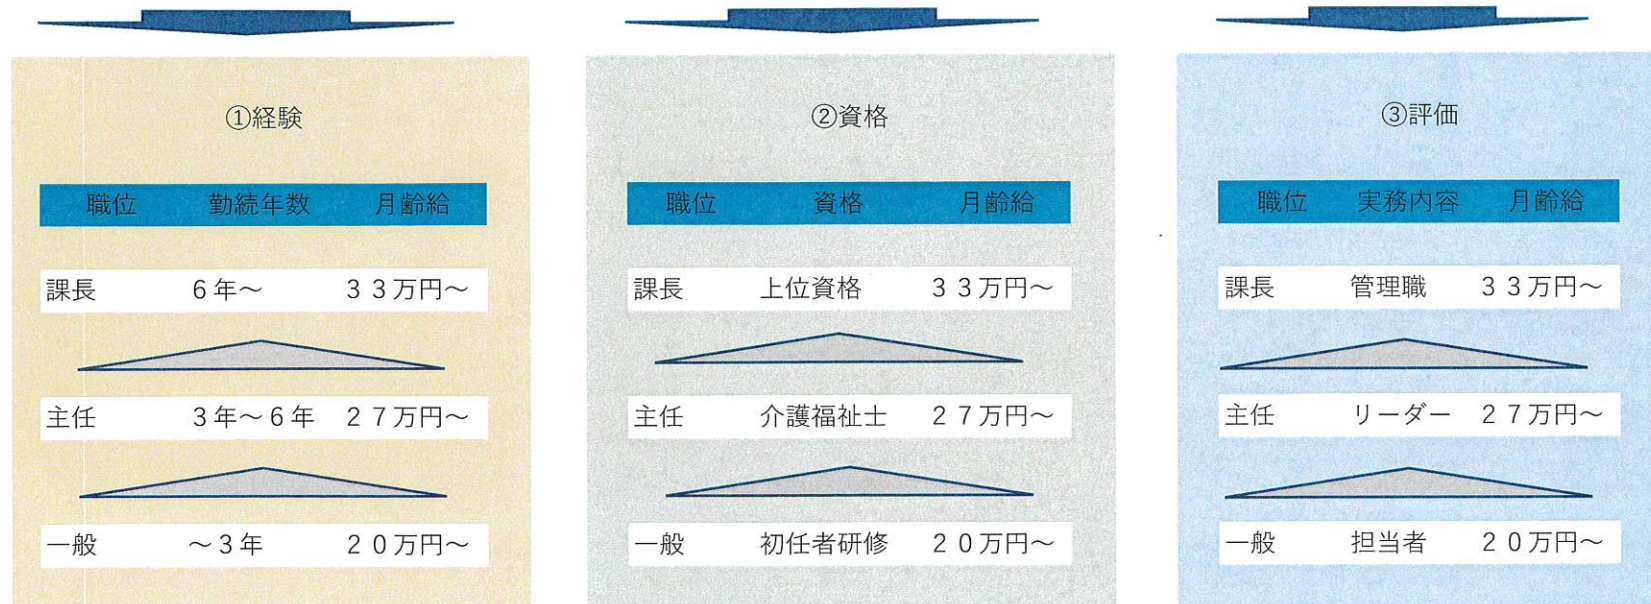 ①経験
職位 勤続年数 月齢給
課長 6年～ 33万円～
主任 3年～6年 27万円～
一般 ～3年 20万円～
②資格
職位 資格 月齢給
課長 上位資格 33万円～
主任 介護福祉士 27万円～
一般 初任者研修 20万円～
③評価
職位 実務内容 月齢給
課長 管理職 33万円～
主任 リーダー 27万円～
一般 担当者 20万円～